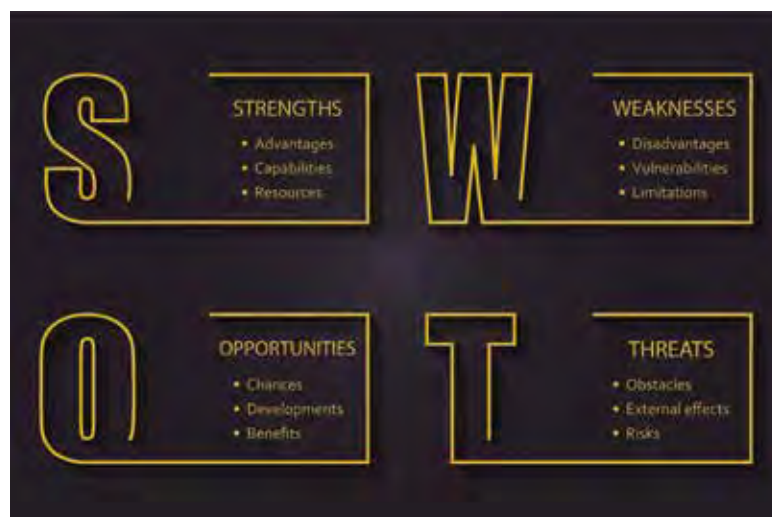 S
STRENGTHS
• Advantages
• Capabilities
• Resources
W
WEAKNESSES
• Disadvantages
• Vulnerabilities
• Limitations
O
OPPORTUNITIES
• Chances
• Developments
• Benefits
T
THREATS
• Obstacles
• External effects
• Risks